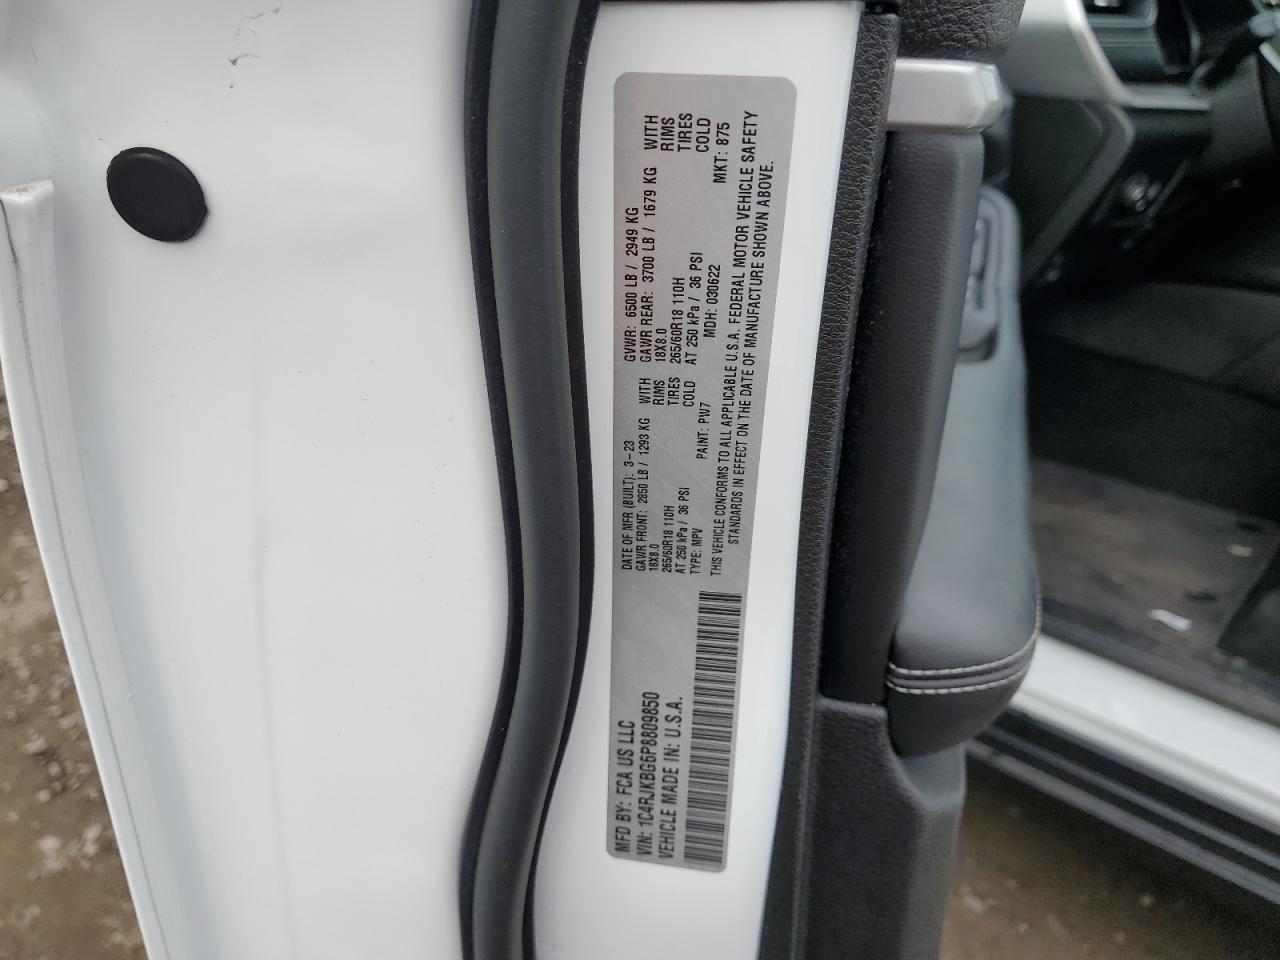 MFD BY: FCA US LLC
VIN: 1C4RJKBG6P8809850
VEHICLE MADE IN: U.S.A.
DATE OF MFR (BUILT): 3-23
GAWR FRONT: 2850 LB / 1293 KG WITH
18X8.0 RIMS
265/60R18 110H TIRES
AT 250 kPa / 36 PSI COLD
TYPE: MPV
GVWR: 6500 LB / 2949 KG
GAWR REAR: 3700 LB / 1679 KG WITH
18X8.0 RIMS
265/60R18 110H TIRES
AT 250 kPa / 36 PSI COLD
PAINT: PW7 MDH: 030622 MKT: 875
THIS VEHICLE CONFORMS TO ALL APPLICABLE U.S.A. FEDERAL MOTOR VEHICLE SAFETY
STANDARDS IN EFFECT ON THE DATE OF MANUFACTURE SHOWN ABOVE.